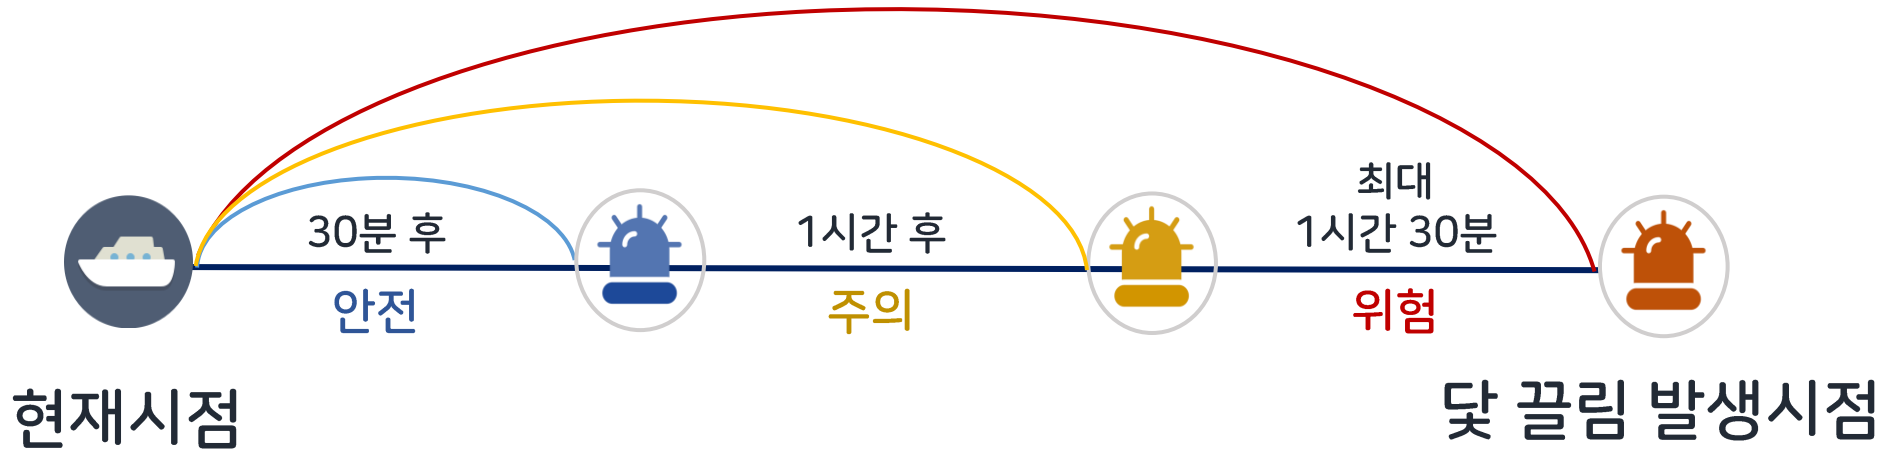 최대
30분 후
1시간 후
1시간 30분
안전
주의
위험
현재시점
닻 끌림 발생시점